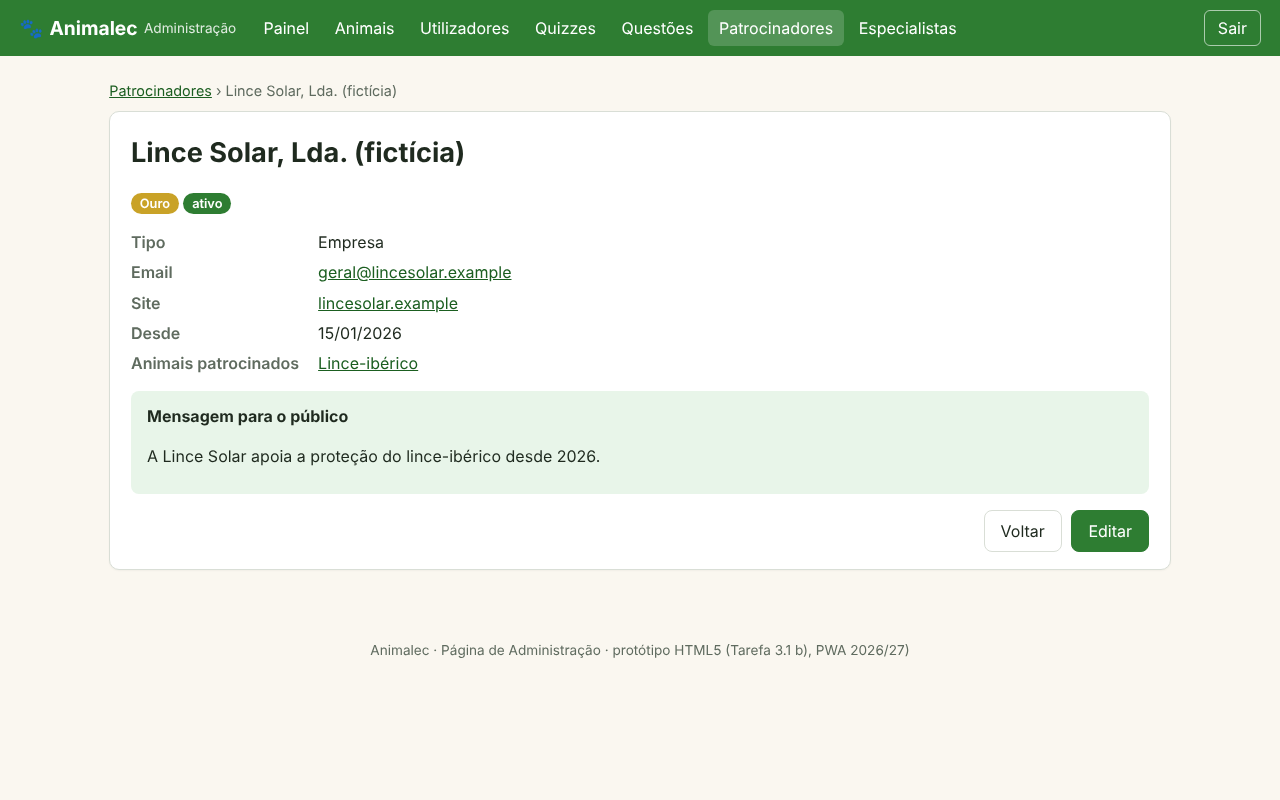 Animalec Administração Painel Animais Utilizadores Quizzes Questões Patrocinadores Especialistas Sair
Patrocinadores › Lince Solar, Lda. (fictícia)
Lince Solar, Lda. (fictícia)
Ouro ativo
Tipo Empresa
Email geral@lincesolar.example
Site lincesolar.example
Desde 15/01/2026
Animais patrocinados Lince-ibérico
Mensagem para o público
A Lince Solar apoia a proteção do lince-ibérico desde 2026.
Voltar Editar
Animalec · Página de Administração · protótipo HTML5 (Tarefa 3.1 b), PWA 2026/27)